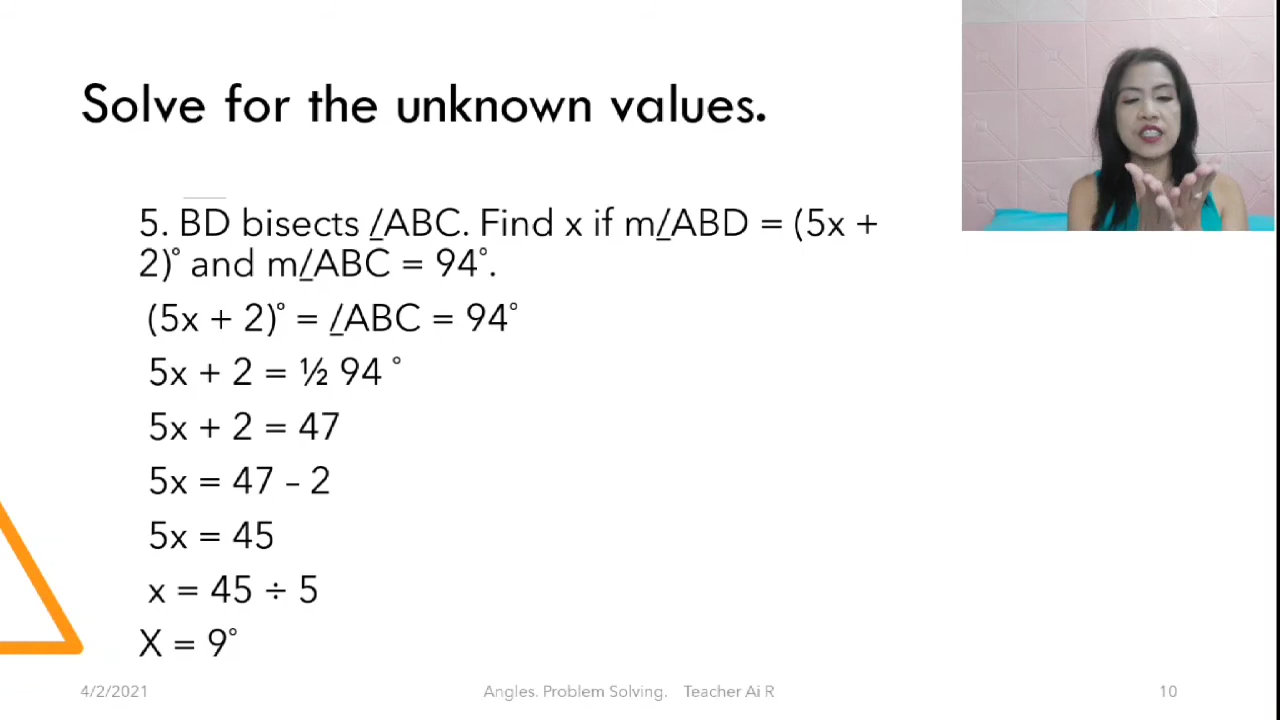 Solve for the unknown values.
5. BD bisects ∠ABC. Find x if m∠ABD = (5x +
2)° and m∠ABC = 94°.
(5x + 2)° = ∠ABC = 94°
5x + 2 = ½ 94 °
5x + 2 = 47
5x = 47 – 2
5x = 45
x = 45 ÷ 5
X = 9°
4/2/2021 Angles. Problem Solving. Teacher Ai R 10